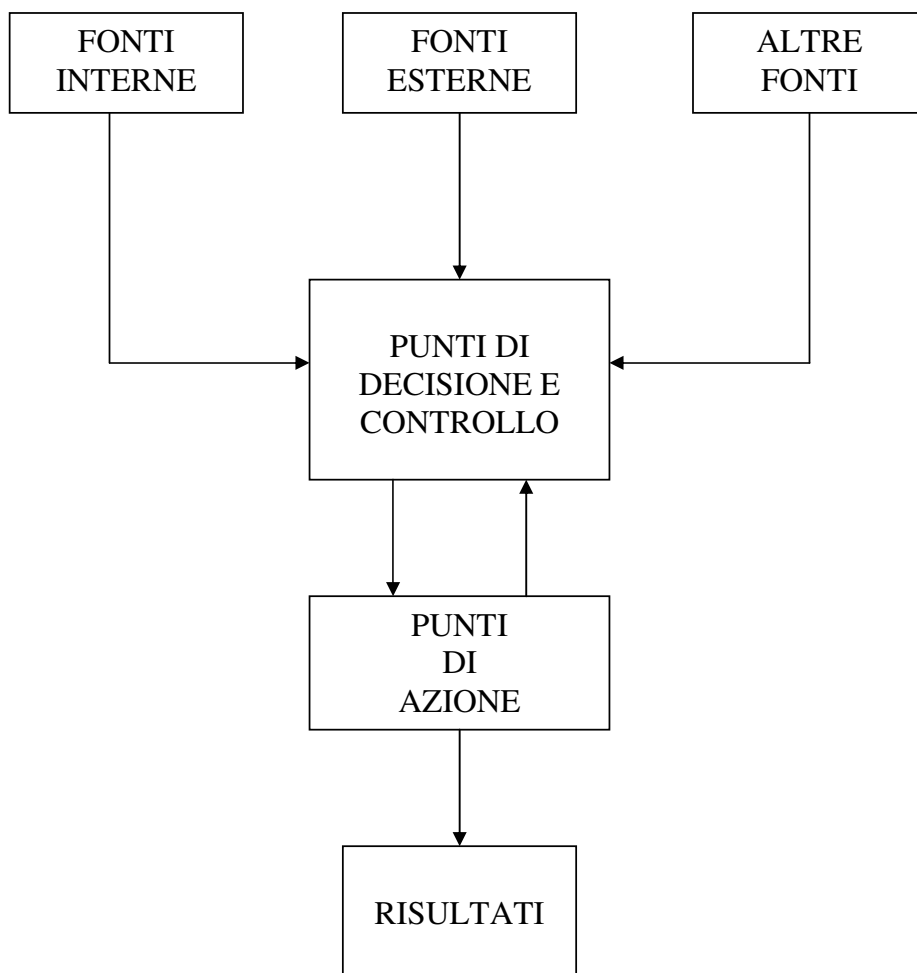 FONTI
INTERNE
FONTI
ESTERNE
ALTRE
FONTI
PUNTI DI
DECISIONE E
CONTROLLO
PUNTI
DI
AZIONE
RISULTATI